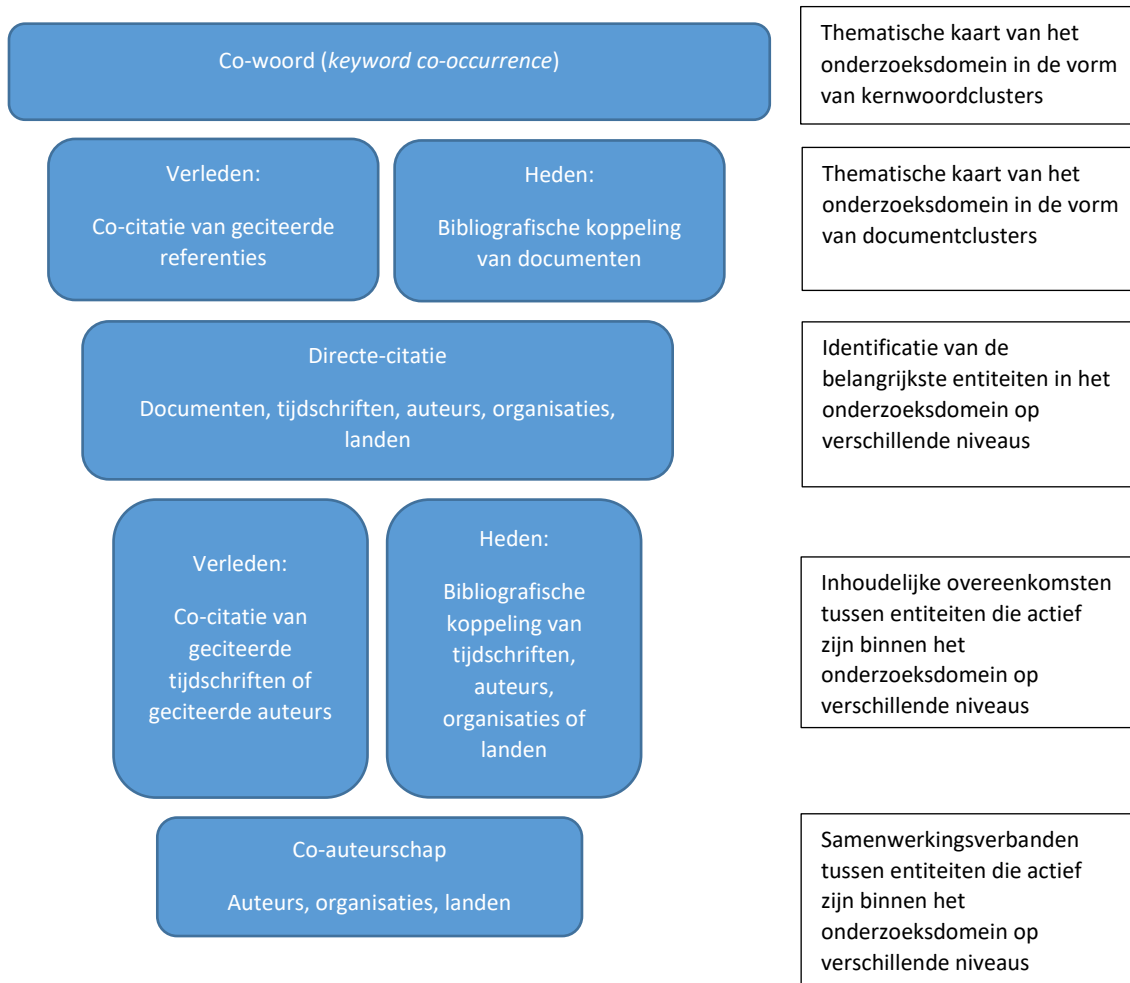 Co-woord (keyword co-occurrence)
Thematische kaart van het
onderzoeksdomein in de vorm
van kernwoordclusters
Verleden:
Co-citatie van geciteerde
referenties
Heden:
Bibliografische koppeling
van documenten
Thematische kaart van het
onderzoeksdomein in de vorm
van documentclusters
Directe-citatie
Documenten, tijdschriften, auteurs, organisaties,
landen
Identificatie van de
belangrijkste entiteiten in het
onderzoeksdomein op
verschillende niveaus
Verleden:
Co-citatie van
geciteerde
tijdschriften of
geciteerde auteurs
Heden:
Bibliografische
koppeling van
tijdschriften,
auteurs,
organisaties of
landen
Inhoudelijke overeenkomsten
tussen entiteiten die actief
zijn binnen het
onderzoeksdomein op
verschillende niveaus
Co-auteurschap
Auteurs, organisaties, landen
Samenwerkingsverbanden
tussen entiteiten die actief
zijn binnen het
onderzoeksdomein op
verschillende niveaus